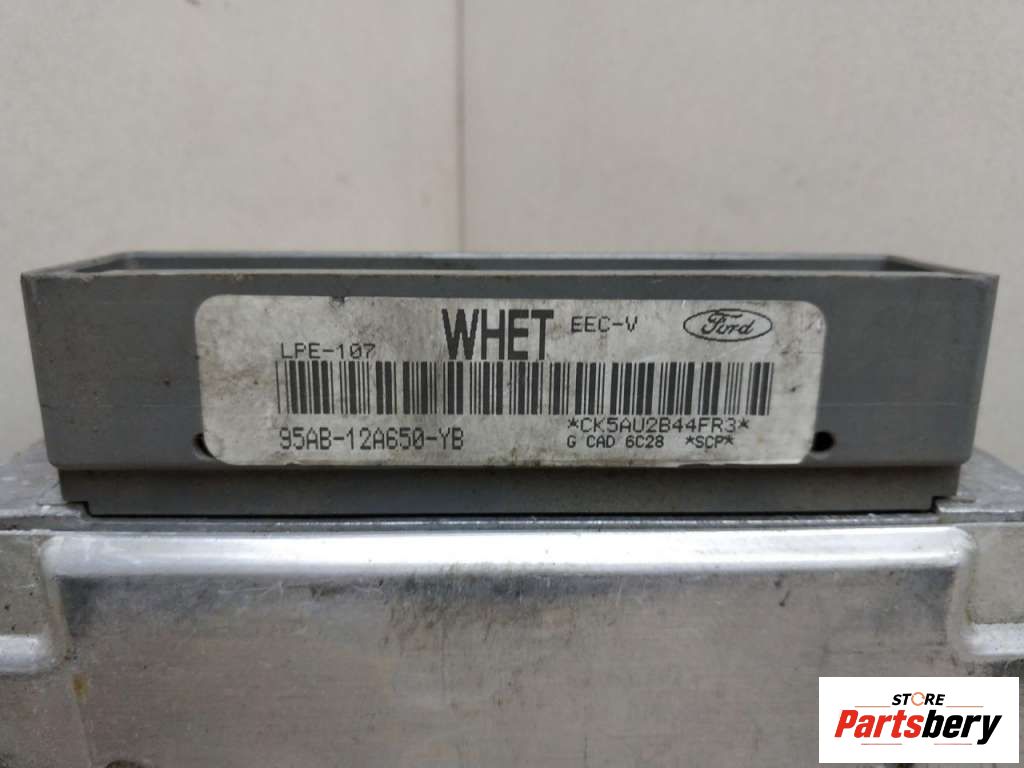 WHET EEC-V Ford
LPE-107
*CK5AU2B44FR3*
95AB-12A650-YB
G CAD 6C28 *SCP*
STORE
Partsbery